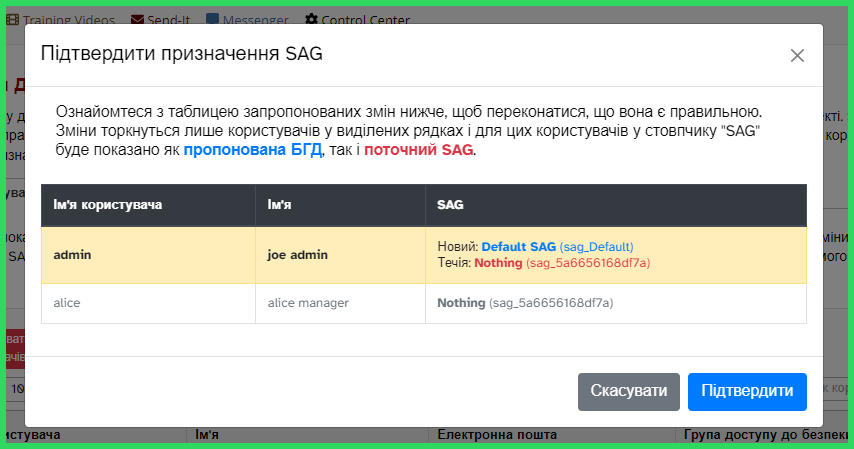 Training Videos Send-It Messenger Control Center
Підтвердити призначення SAG
Ознайомтеся з таблицею запропонованих змін нижче, щоб переконатися, що вона є правильною.
Зміни торкнуться лише користувачів у виділених рядках і для цих користувачів у стовпчику "SAG"
буде показано як пропонована БГД, так і поточний SAG.
Ім'я користувача Ім'я SAG
admin joe admin Новий: Default SAG (sag_Default)
Течія: Nothing (sag_5a6656168df7a)
alice alice manager Nothing (sag_5a6656168df7a)
Скасувати Підтвердити
Ім'я Електронна пошта Група доступу до безпеки